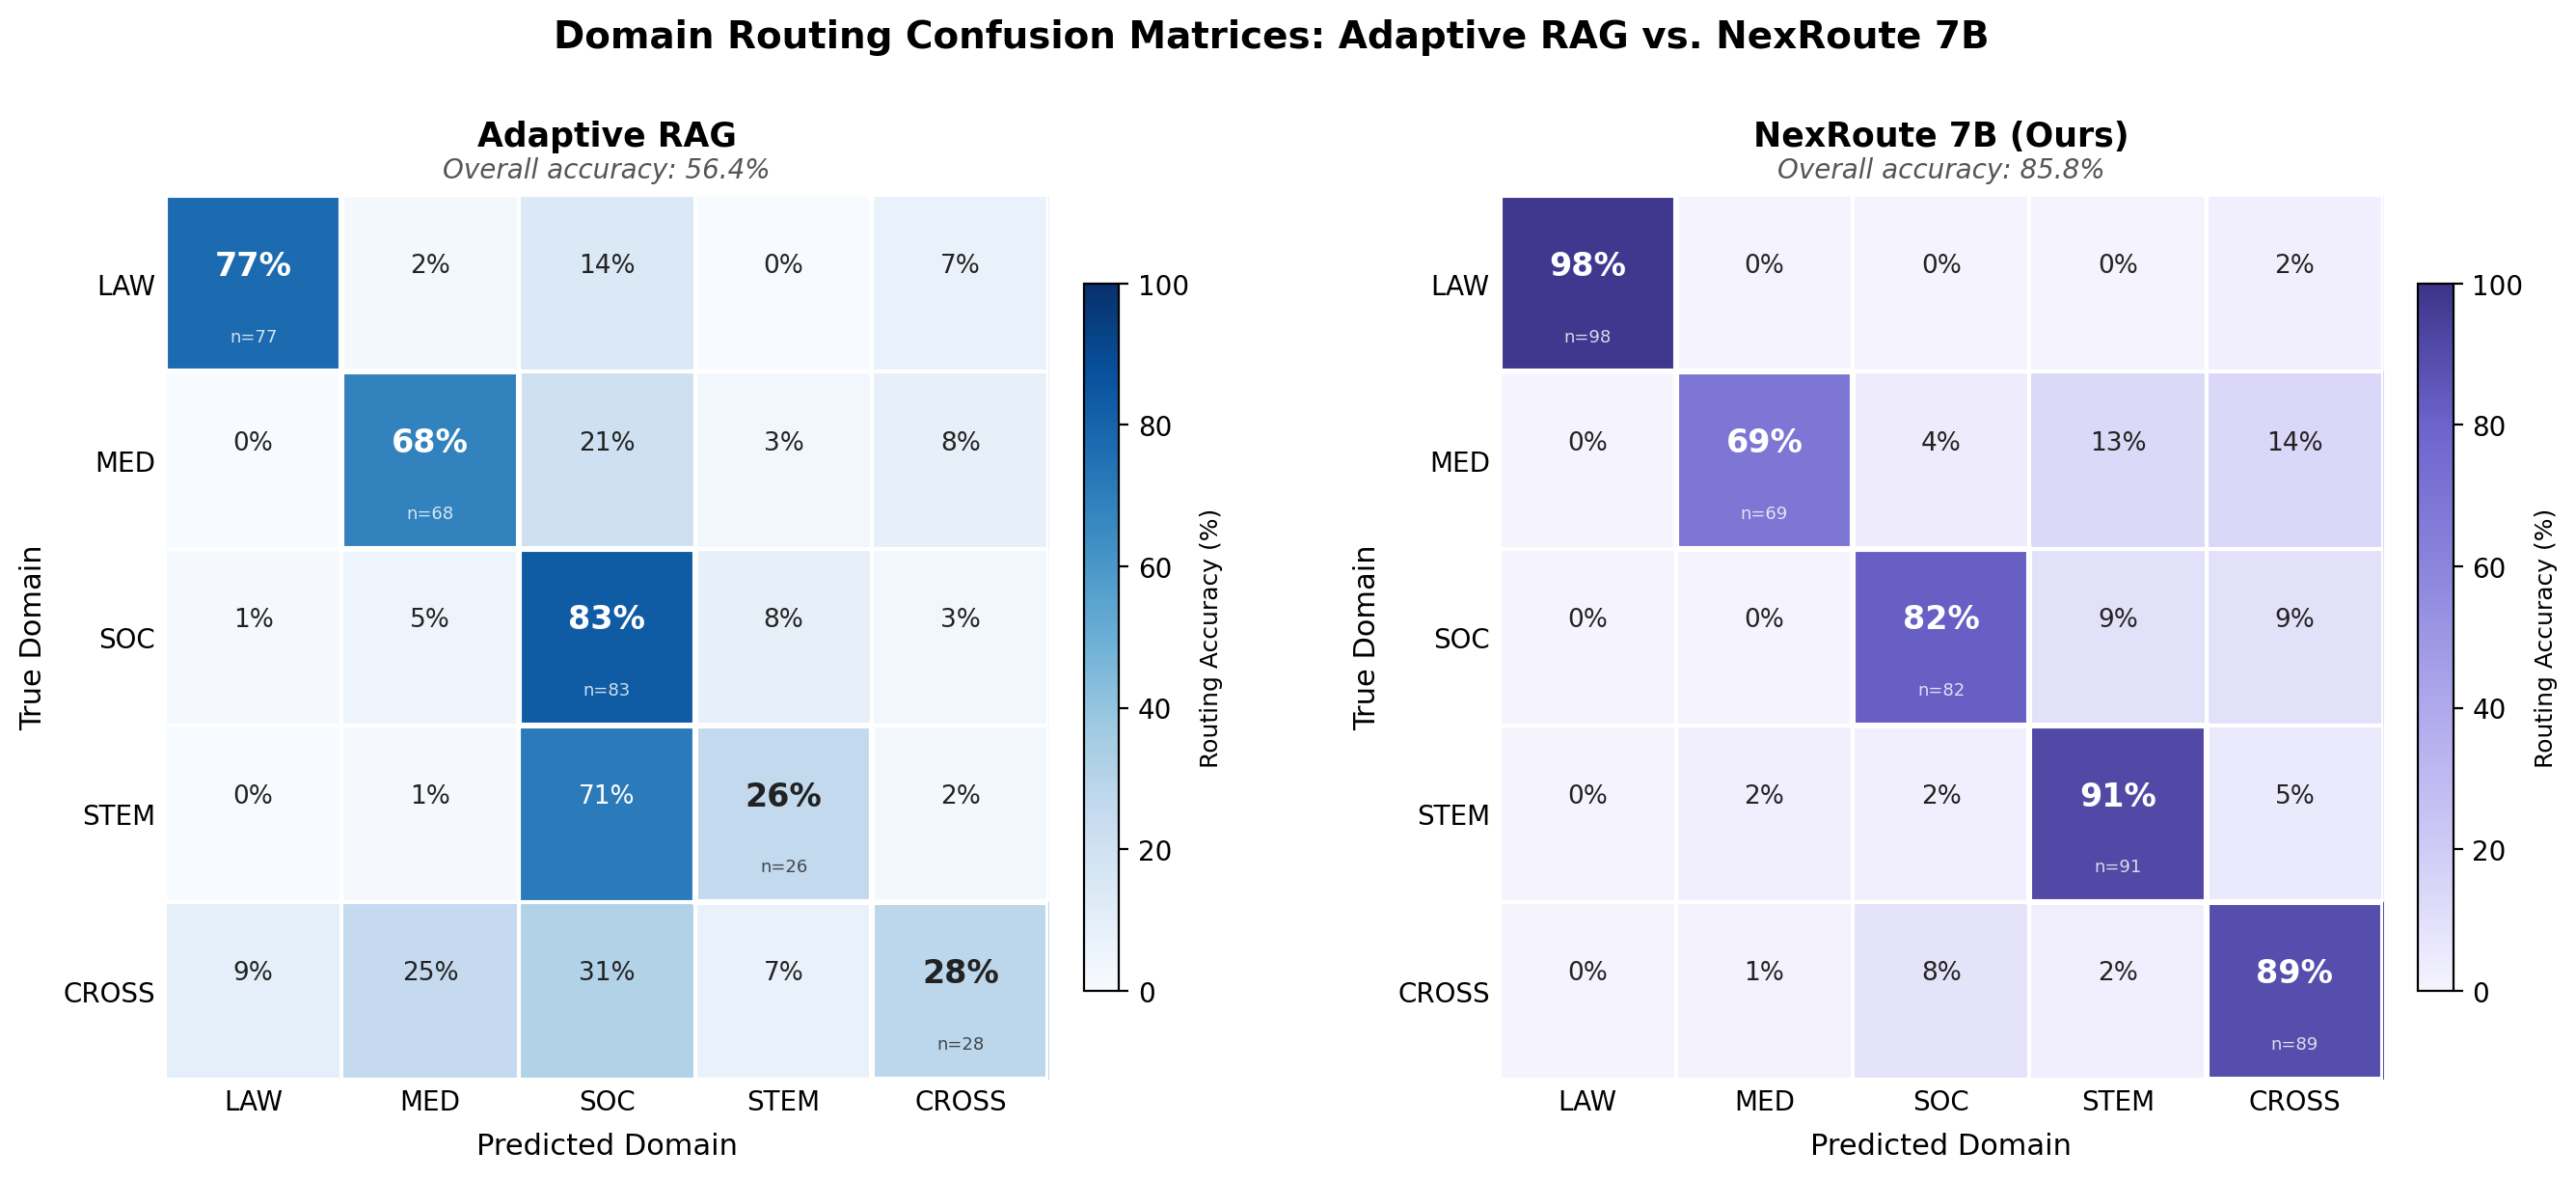 Domain Routing Confusion Matrices: Adaptive RAG vs. NexRoute 7B
Adaptive RAG
Overall accuracy: 56.4%
True Domain
LAW 77% 2% 14% 0% 7%
n=77
MED 0% 68% 21% 3% 8%
n=68
SOC 1% 5% 83% 8% 3%
n=83
STEM 0% 1% 71% 26% 2%
n=26
CROSS 9% 25% 31% 7% 28%
n=28
LAW MED SOC STEM CROSS
Predicted Domain
100
80
60
40
20
0
Routing Accuracy (%)
NexRoute 7B (Ours)
Overall accuracy: 85.8%
True Domain
LAW 98% 0% 0% 0% 2%
n=98
MED 0% 69% 4% 13% 14%
n=69
SOC 0% 0% 82% 9% 9%
n=82
STEM 0% 2% 2% 91% 5%
n=91
CROSS 0% 1% 8% 2% 89%
n=89
LAW MED SOC STEM CROSS
Predicted Domain
100
80
60
40
20
0
Routing Accuracy (%)